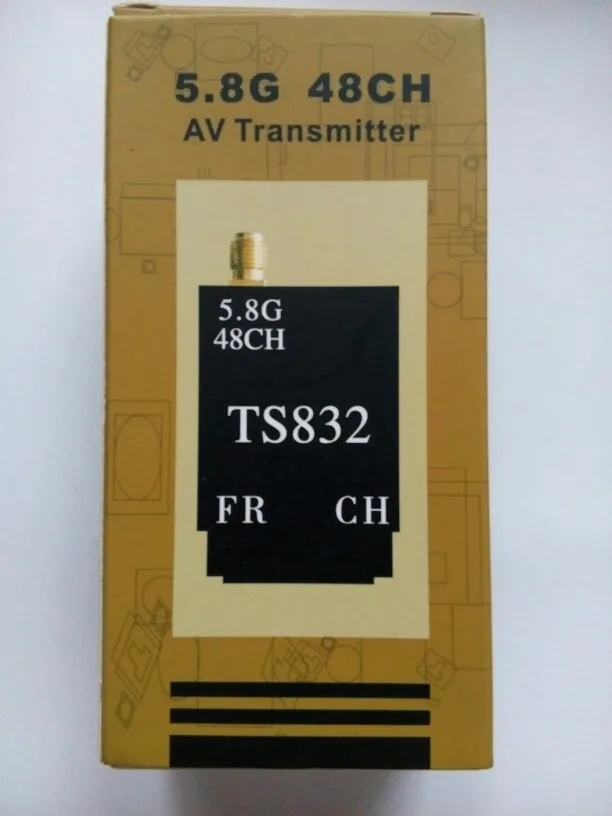 5.8G 48CH
AV Transmitter
5.8G
48CH
TS832
FR CH